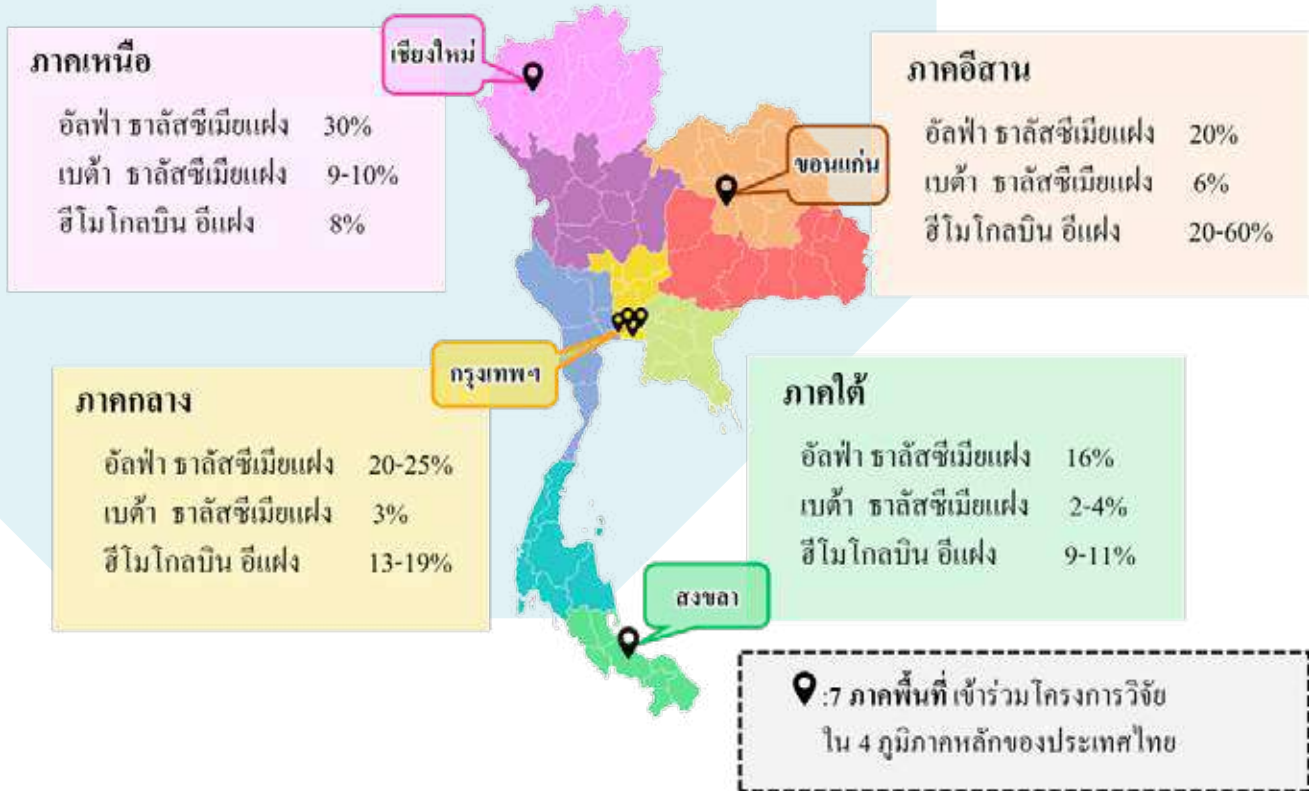 เชียงใหม่
ภาคเหนือ
อัลฟ่า ธาลัสซีเมียแฝง 30%
เบต้า ธาลัสซีเมียแฝง 9-10%
ฮีโมโกลบิน อีแฝง 8%
ภาคอีสาน
อัลฟ่า ธาลัสซีเมียแฝง 20%
เบต้า ธาลัสซีเมียแฝง 6%
ฮีโมโกลบิน อีแฝง 20-60%
ขอนแก่น
กรุงเทพฯ
ภาคกลาง
อัลฟ่า ธาลัสซีเมียแฝง 20-25%
เบต้า ธาลัสซีเมียแฝง 3%
ฮีโมโกลบิน อีแฝง 13-19%
ภาคใต้
อัลฟ่า ธาลัสซีเมียแฝง 16%
เบต้า ธาลัสซีเมียแฝง 2-4%
ฮีโมโกลบิน อีแฝง 9-11%
สงขลา
:7 ภาคพื้นที่ เข้าร่วมโครงการวิจัย
ใน 4 ภูมิภาคหลักของประเทศไทย